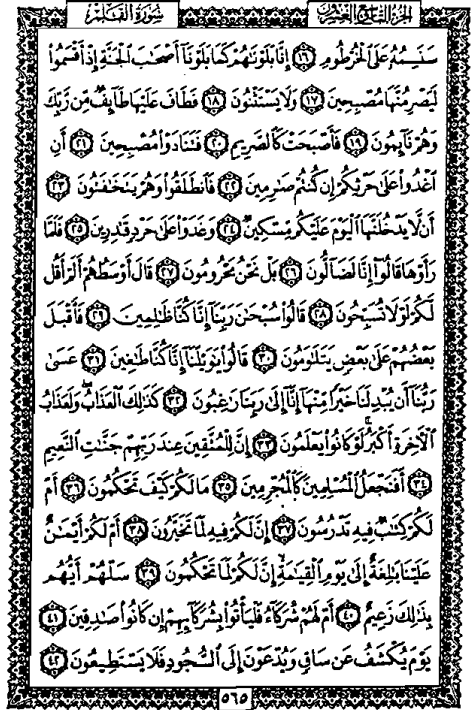 الجزء التاسع والعشرون سورة القلم
سَنَسِمُهُۥ عَلَى ٱلْخُرْطُومِ ١٦ إِنَّا بَلَوْنَٰهُمْ كَمَا بَلَوْنَآ أَصْحَٰبَ ٱلْجَنَّةِ إِذْ أَقْسَمُوا۟
لَيَصْرِمُنَّهَا مُصْبِحِينَ ١٧ وَلَا يَسْتَثْنُونَ ١٨ فَطَافَ عَلَيْهَا طَآئِفٌ مِّن رَّبِّكَ
وَهُمْ نَآئِمُونَ ١٩ فَأَصْبَحَتْ كَٱلصَّرِيمِ ٢٠ فَتَنَادَوْا۟ مُصْبِحِينَ ٢١ أَنِ
ٱغْدُوا۟ عَلَىٰ حَرْثِكُمْ إِن كُنتُمْ صَٰرِمِينَ ٢٢ فَٱنطَلَقُوا۟ وَهُمْ يَتَخَٰفَتُونَ ٢٣
أَن لَّا يَدْخُلَنَّهَا ٱلْيَوْمَ عَلَيْكُم مِّسْكِينٌ ٢٤ وَغَدَوْا۟ عَلَىٰ حَرْدٍ قَٰدِرِينَ ٢٥ فَلَمَّا
رَأَوْهَا قَالُوٓا۟ إِنَّا لَضَآلُّونَ ٢٦ بَلْ نَحْنُ مَحْرُومُونَ ٢٧ قَالَ أَوْسَطُهُمْ أَلَمْ أَقُل
لَّكُمْ لَوْلَا تُسَبِّحُونَ ٢٨ قَالُوا۟ سُبْحَٰنَ رَبِّنَآ إِنَّا كُنَّا ظَٰلِمِينَ ٢٩ فَأَقْبَلَ
بَعْضُهُمْ عَلَىٰ بَعْضٍ يَتَلَٰوَمُونَ ٣٠ قَالُوا۟ يَٰوَيْلَنَآ إِنَّا كُنَّا طَٰغِينَ ٣١ عَسَىٰ
رَبُّنَآ أَن يُبْدِلَنَا خَيْرًا مِّنْهَآ إِنَّآ إِلَىٰ رَبِّنَا رَٰغِبُونَ ٣٢ كَذَٰلِكَ ٱلْعَذَابُ ۖ وَلَعَذَابُ
ٱلْءَاخِرَةِ أَكْبَرُ ۚ لَوْ كَانُوا۟ يَعْلَمُونَ ٣٣ إِنَّ لِلْمُتَّقِينَ عِندَ رَبِّهِمْ جَنَّٰتِ ٱلنَّعِيمِ
٣٤ أَفَنَجْعَلُ ٱلْمُسْلِمِينَ كَٱلْمُجْرِمِينَ ٣٥ مَا لَكُمْ كَيْفَ تَحْكُمُونَ ٣٦ أَمْ
لَكُمْ كِتَٰبٌ فِيهِ تَدْرُسُونَ ٣٧ إِنَّ لَكُمْ فِيهِ لَمَا تَخَيَّرُونَ ٣٨ أَمْ لَكُمْ أَيْمَٰنٌ
عَلَيْنَا بَٰلِغَةٌ إِلَىٰ يَوْمِ ٱلْقِيَٰمَةِ ۙ إِنَّ لَكُمْ لَمَا تَحْكُمُونَ ٣٩ سَلْهُمْ أَيُّهُم
بِذَٰلِكَ زَعِيمٌ ٤٠ أَمْ لَهُمْ شُرَكَآءُ فَلْيَأْتُوا۟ بِشُرَكَآئِهِمْ إِن كَانُوا۟ صَٰدِقِينَ ٤١
يَوْمَ يُكْشَفُ عَن سَاقٍ وَيُدْعَوْنَ إِلَى ٱلسُّجُودِ فَلَا يَسْتَطِيعُونَ ٤٢
٥٦٥